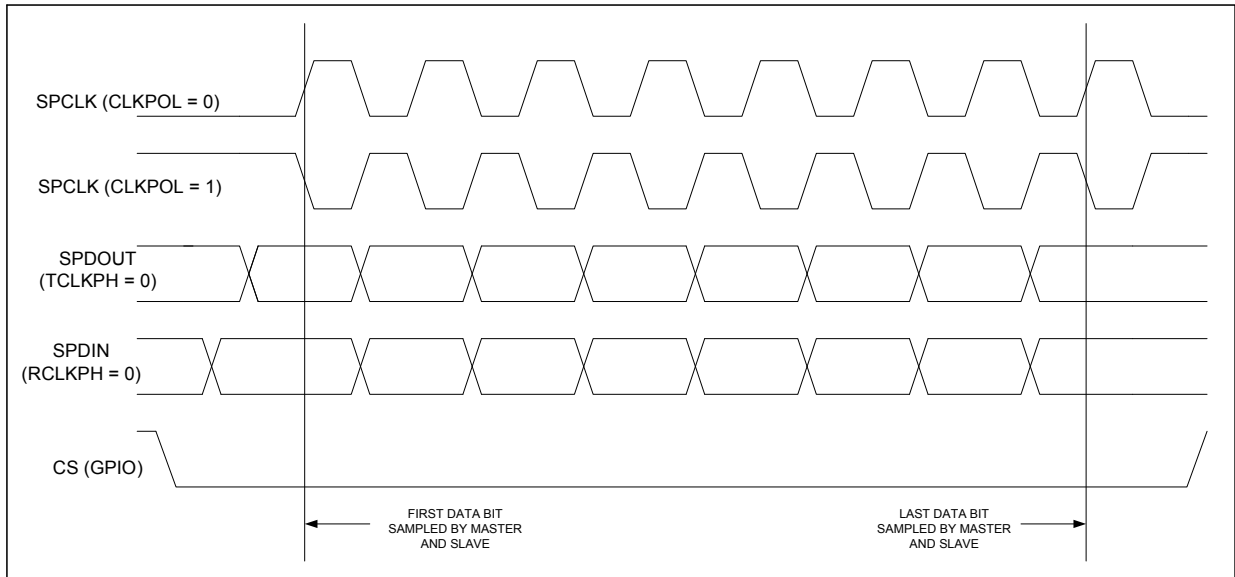 SPCLK (CLKPOL = 0)
SPCLK (CLKPOL = 1)
SPDOUT
(TCLKPH = 0)
SPDIN
(RCLKPH = 0)
CS (GPIO)
FIRST DATA BIT
SAMPLED BY MASTER
AND SLAVE
LAST DATA BIT
SAMPLED BY MASTER
AND SLAVE